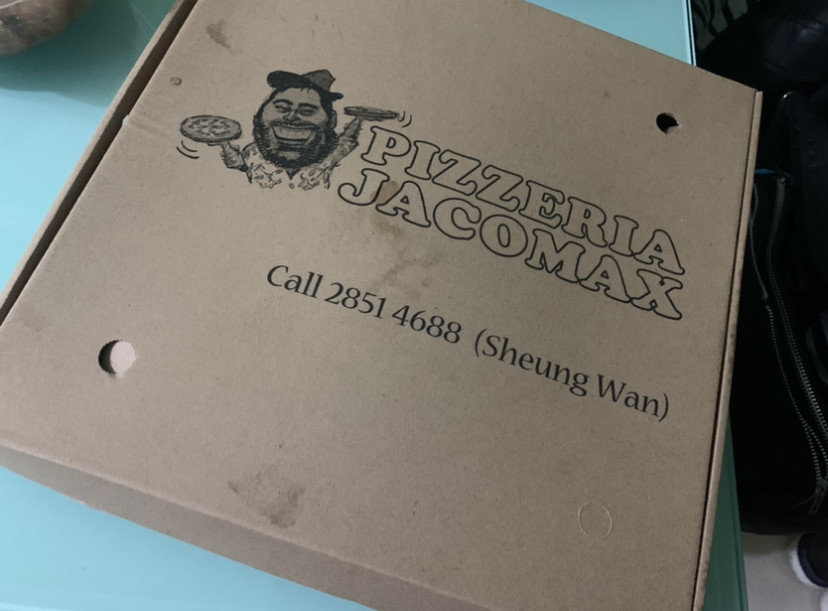 PIZZERIA
JACOMAX
Call 2851 4688 (Sheung Wan)